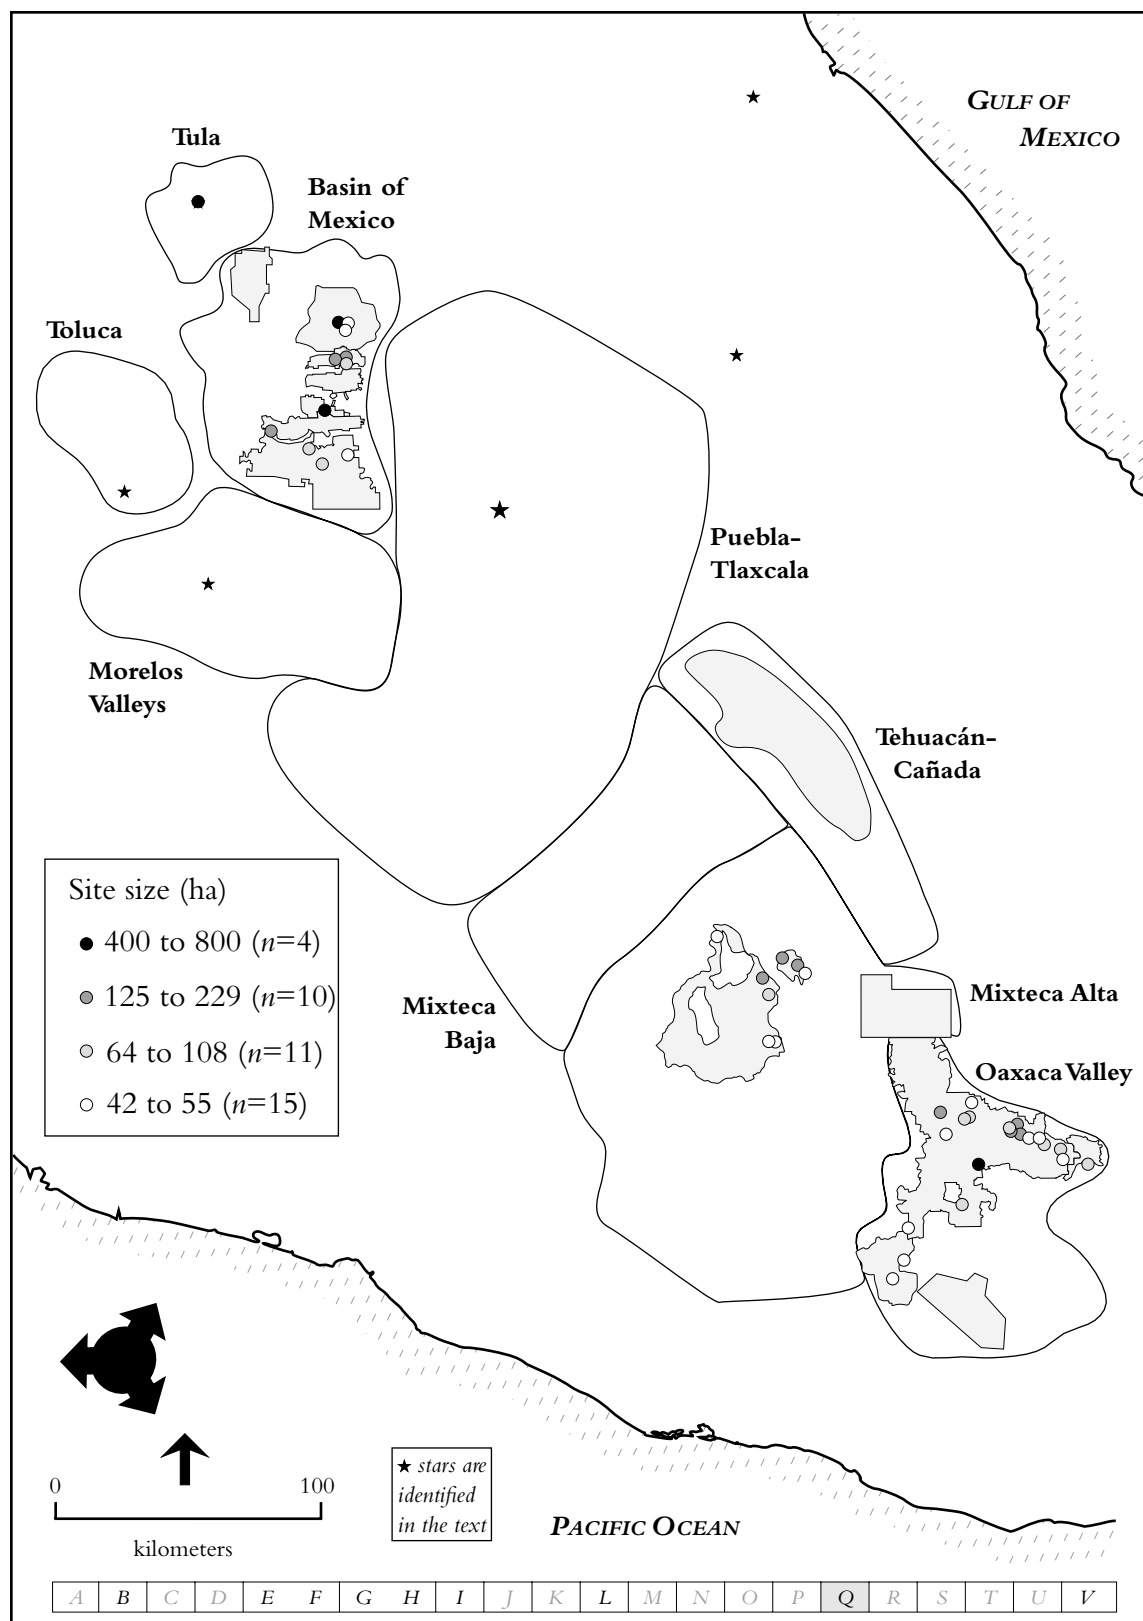 GULF OF
MEXICO
Tula
Basin of
Mexico
Toluca
Puebla-
Tlaxcala
Morelos
Valleys
Tehuacán-
Cañada
Site size (ha)
400 to 800 (n=4)
125 to 229 (n=10)
64 to 108 (n=11)
42 to 55 (n=15)
Mixteca
Baja
Mixteca Alta
Oaxaca Valley
0 100
kilometers
★ stars are
identified
in the text
PACIFIC OCEAN
A B C D E F G H I J K L M N O P Q R S T U V